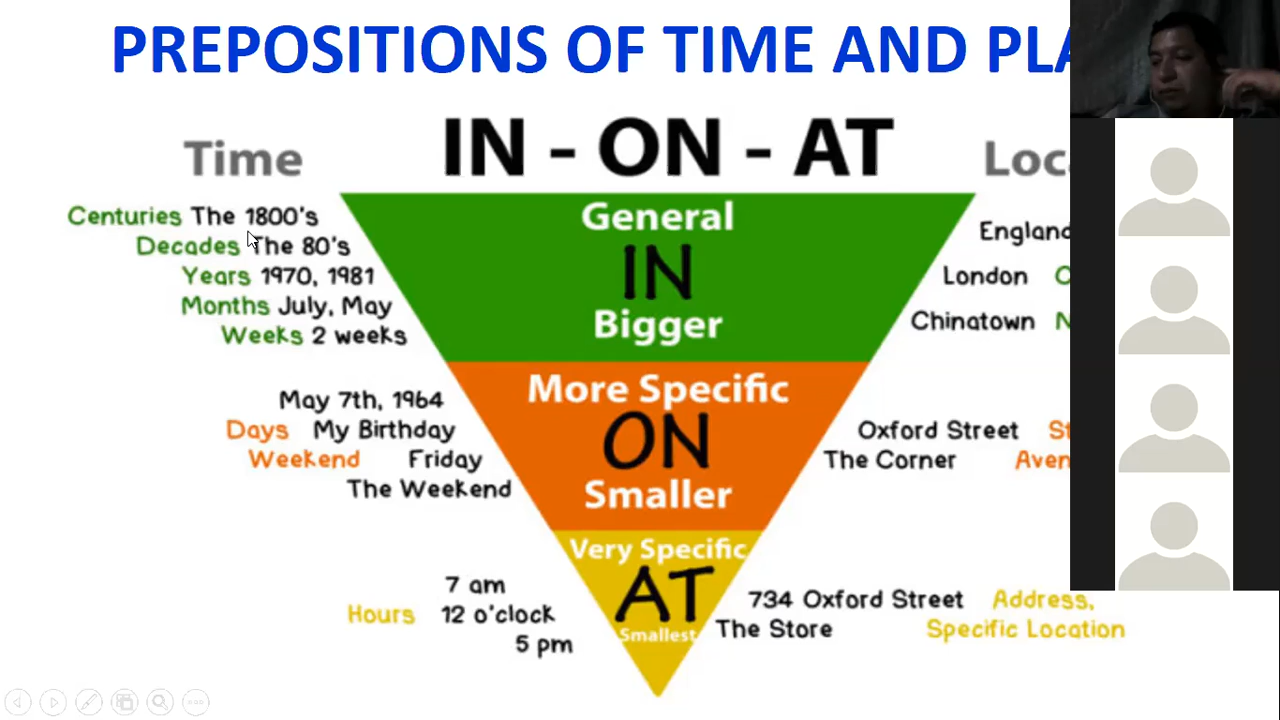 PREPOSITIONS OF TIME AND PLA
IN - ON - AT
Time
Centuries The 1800's
Decades The 80's
Years 1970, 1981
Months July, May
Weeks 2 weeks
May 7th, 1964
Days My Birthday
Weekend Friday
The Weekend
Hours
7 am
12 o'clock
5 pm
General
IN
Bigger
More Specific
ON
Smaller
Very Specific
AT
Smallest
Loc
England
London
Chinatown
Oxford Street
The Corner Aven
734 Oxford Street Address,
The Store Specific Location